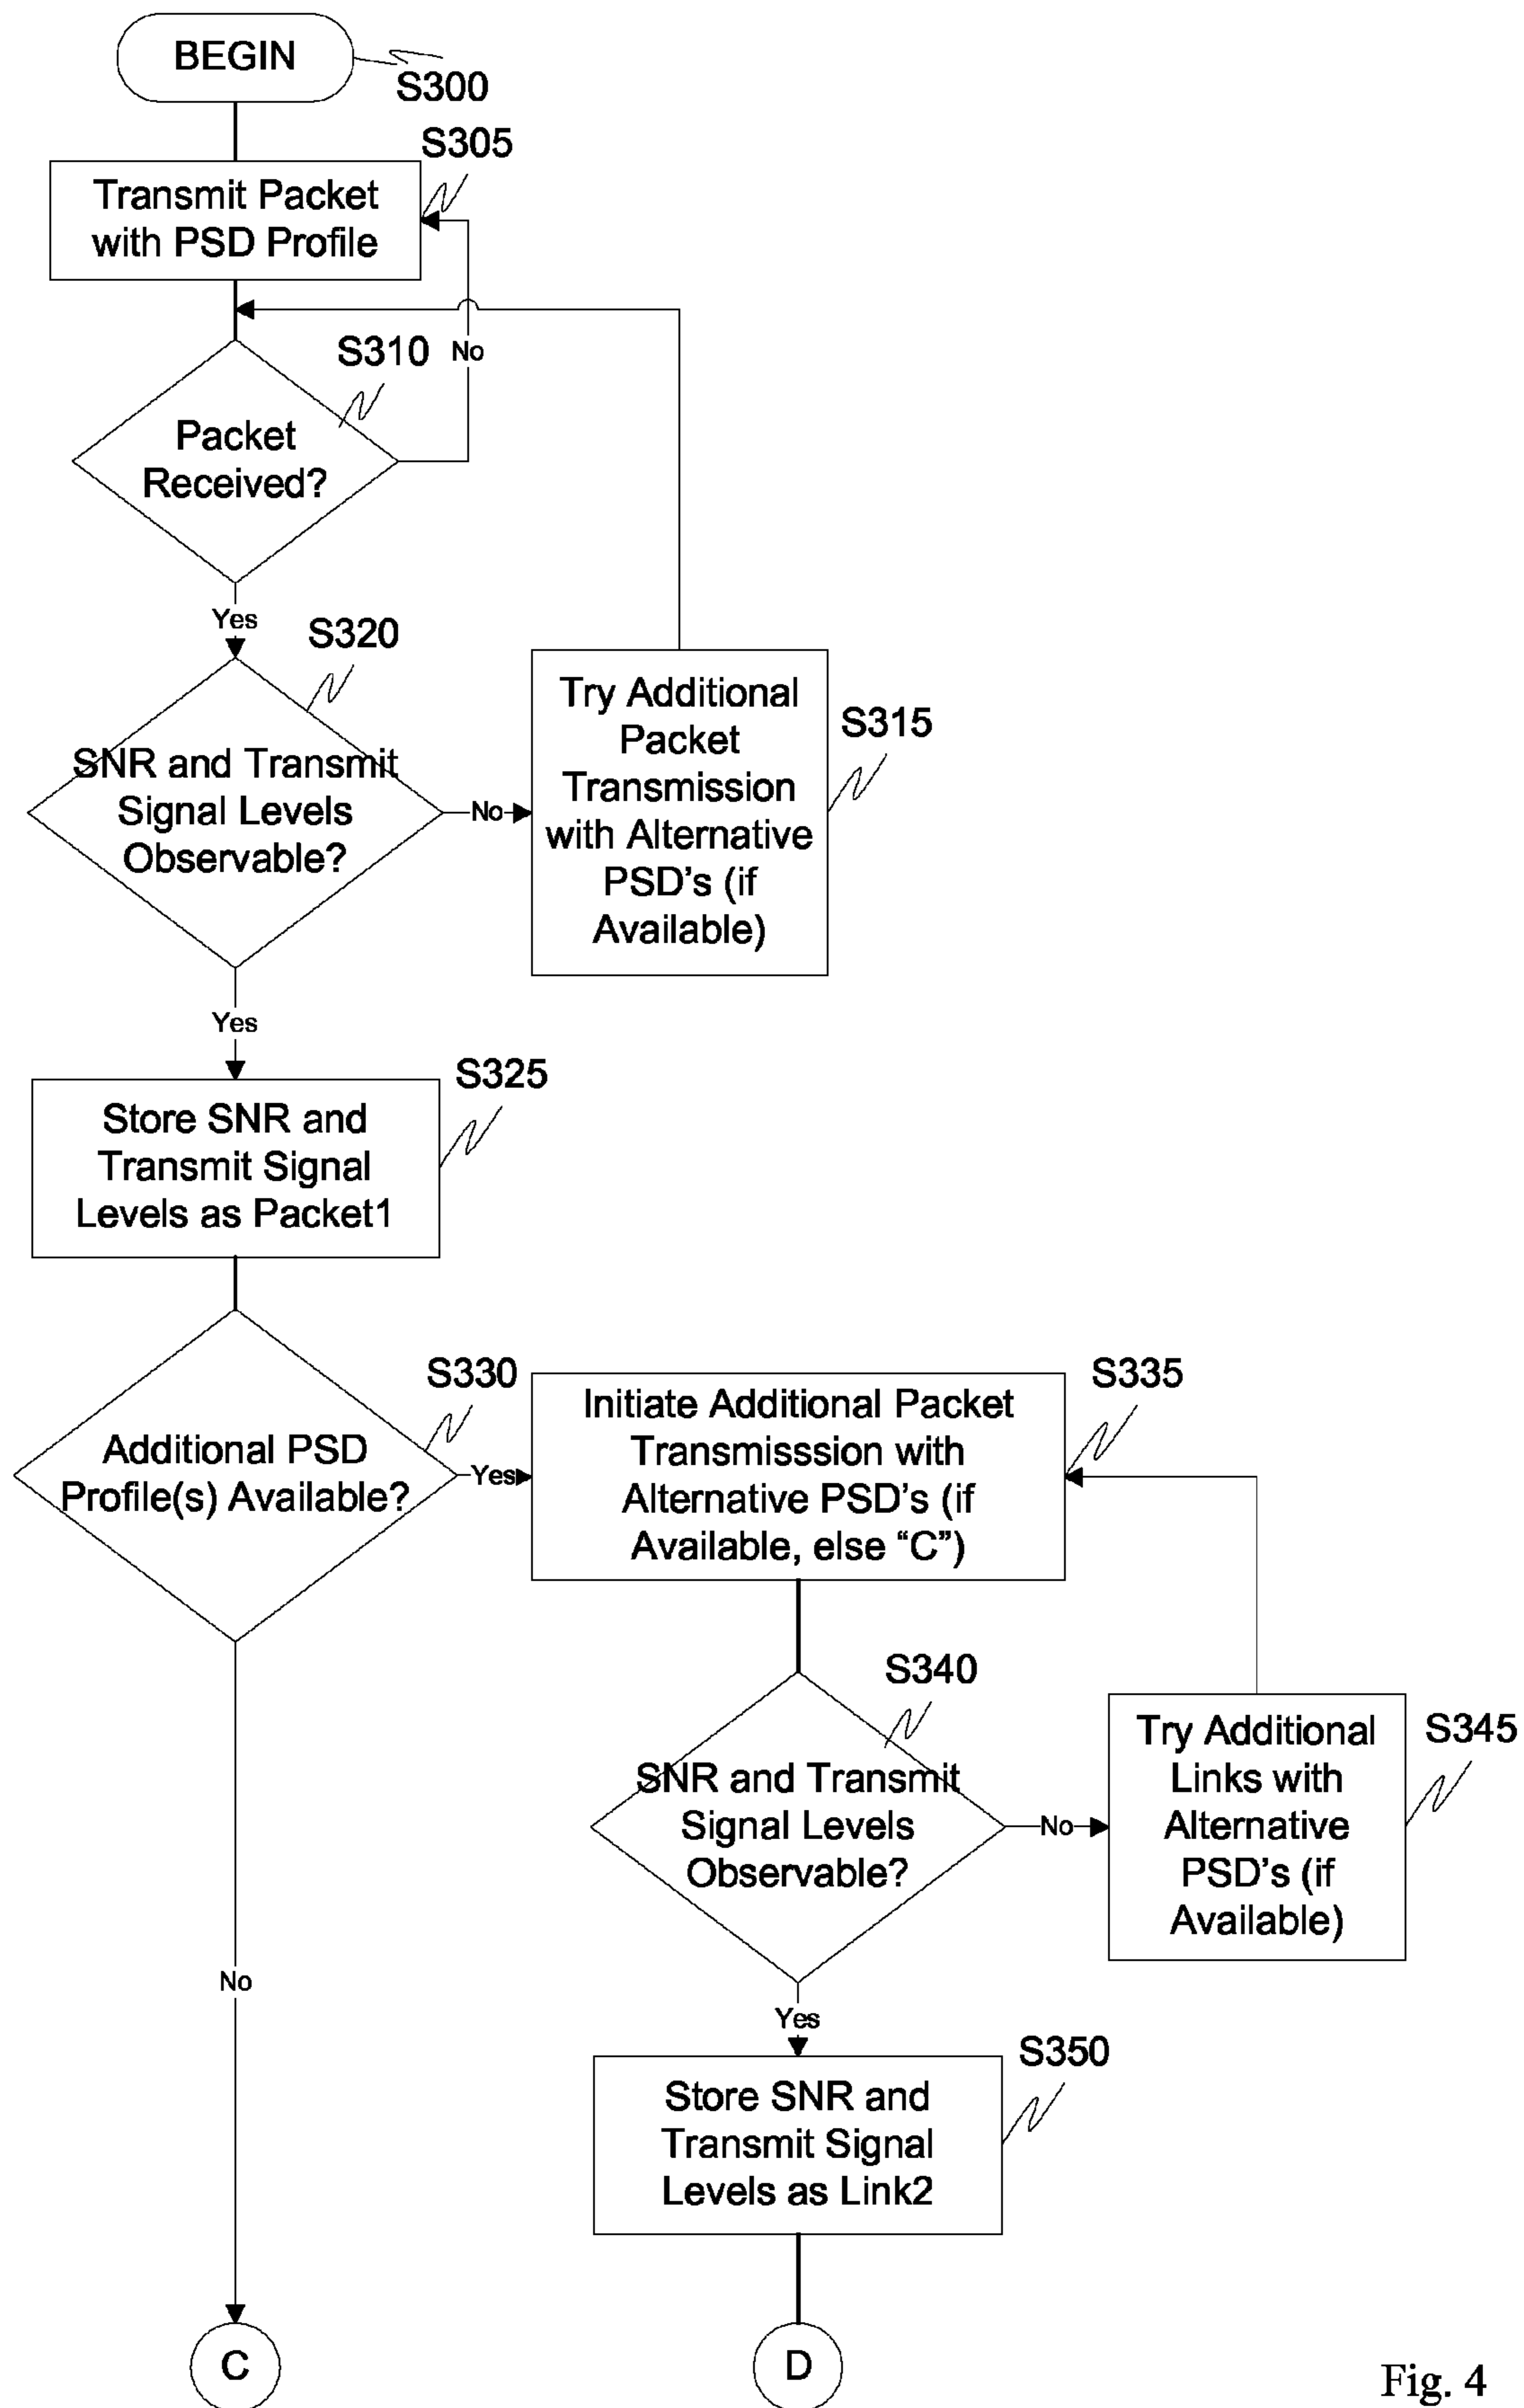 BEGIN
S300
S305
Transmit Packet
with PSD Profile
S310
No
Packet
Received?
Yes
S320
SNR and Transmit
Signal Levels
Observable?
No
Try Additional
Packet
Transmission
with Alternative
PSD's (if
Available)
S315
Yes
S325
Store SNR and
Transmit Signal
Levels as Packet1
S330
Additional PSD
Profile(s) Available?
Yes
S335
Initiate Additional Packet
Transmisssion with
Alternative PSD's (if
Available, else “C”)
S340
SNR and Transmit
Signal Levels
Observable?
No
Try Additional
Links with
Alternative
PSD's (if
Available)
S345
No
Yes
S350
Store SNR and
Transmit Signal
Levels as Link2
C
D
Fig. 4